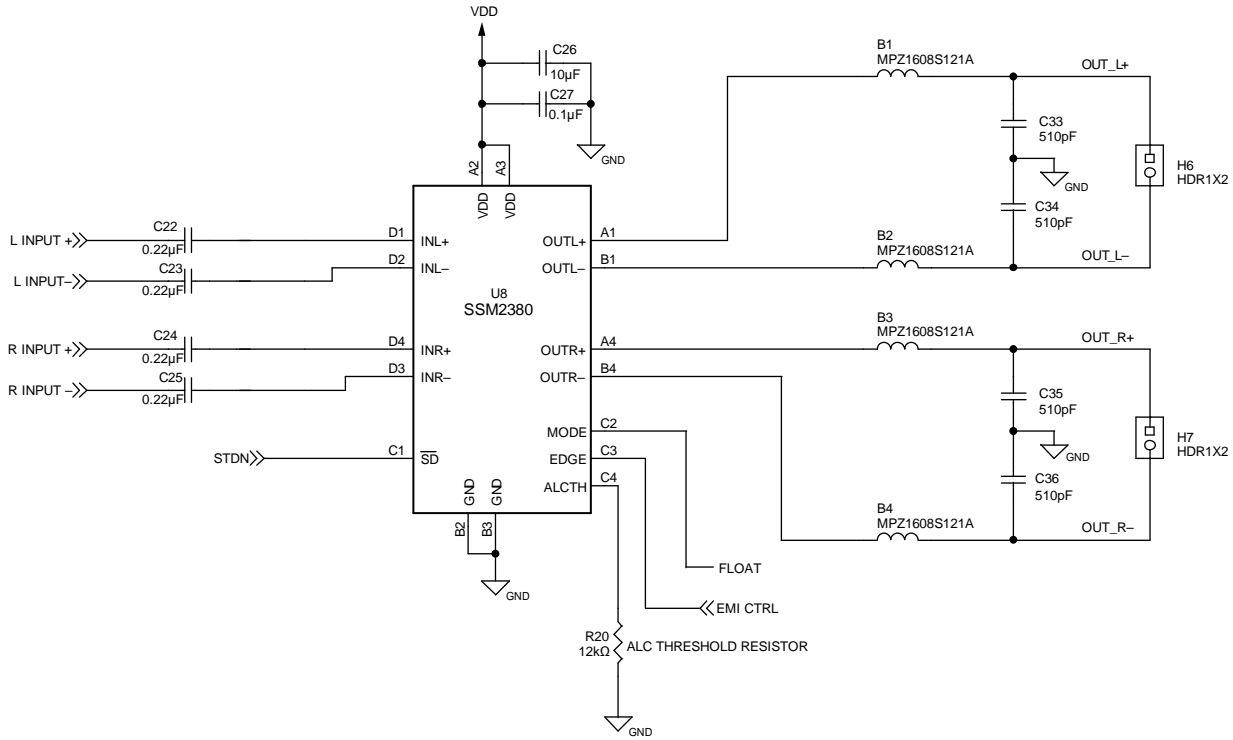 VDD
C26
10µF
C27
0.1µF
GND
A2
A3
VDD
VDD
B1
MPZ1608S121A
OUT_L+
C33
510pF
GND
C34
510pF
H6
HDR1X2
B2
MPZ1608S121A
OUT_L–
L INPUT +
C22
0.22µF
D1
INL+
OUTL+
A1
L INPUT–
C23
0.22µF
D2
INL–
OUTL–
B1
U8
SSM2380
R INPUT +
C24
0.22µF
D4
INR+
OUTR+
A4
R INPUT –
C25
0.22µF
D3
INR–
OUTR–
B4
B3
MPZ1608S121A
OUT_R+
C35
510pF
GND
C36
510pF
H7
HDR1X2
B4
MPZ1608S121A
OUT_R–
MODE
C2
STDN
C1
SD
EDGE
C3
ALCTH
C4
GND
GND
B2
B3
GND
FLOAT
EMI CTRL
R20
12kΩ
ALC THRESHOLD RESISTOR
GND